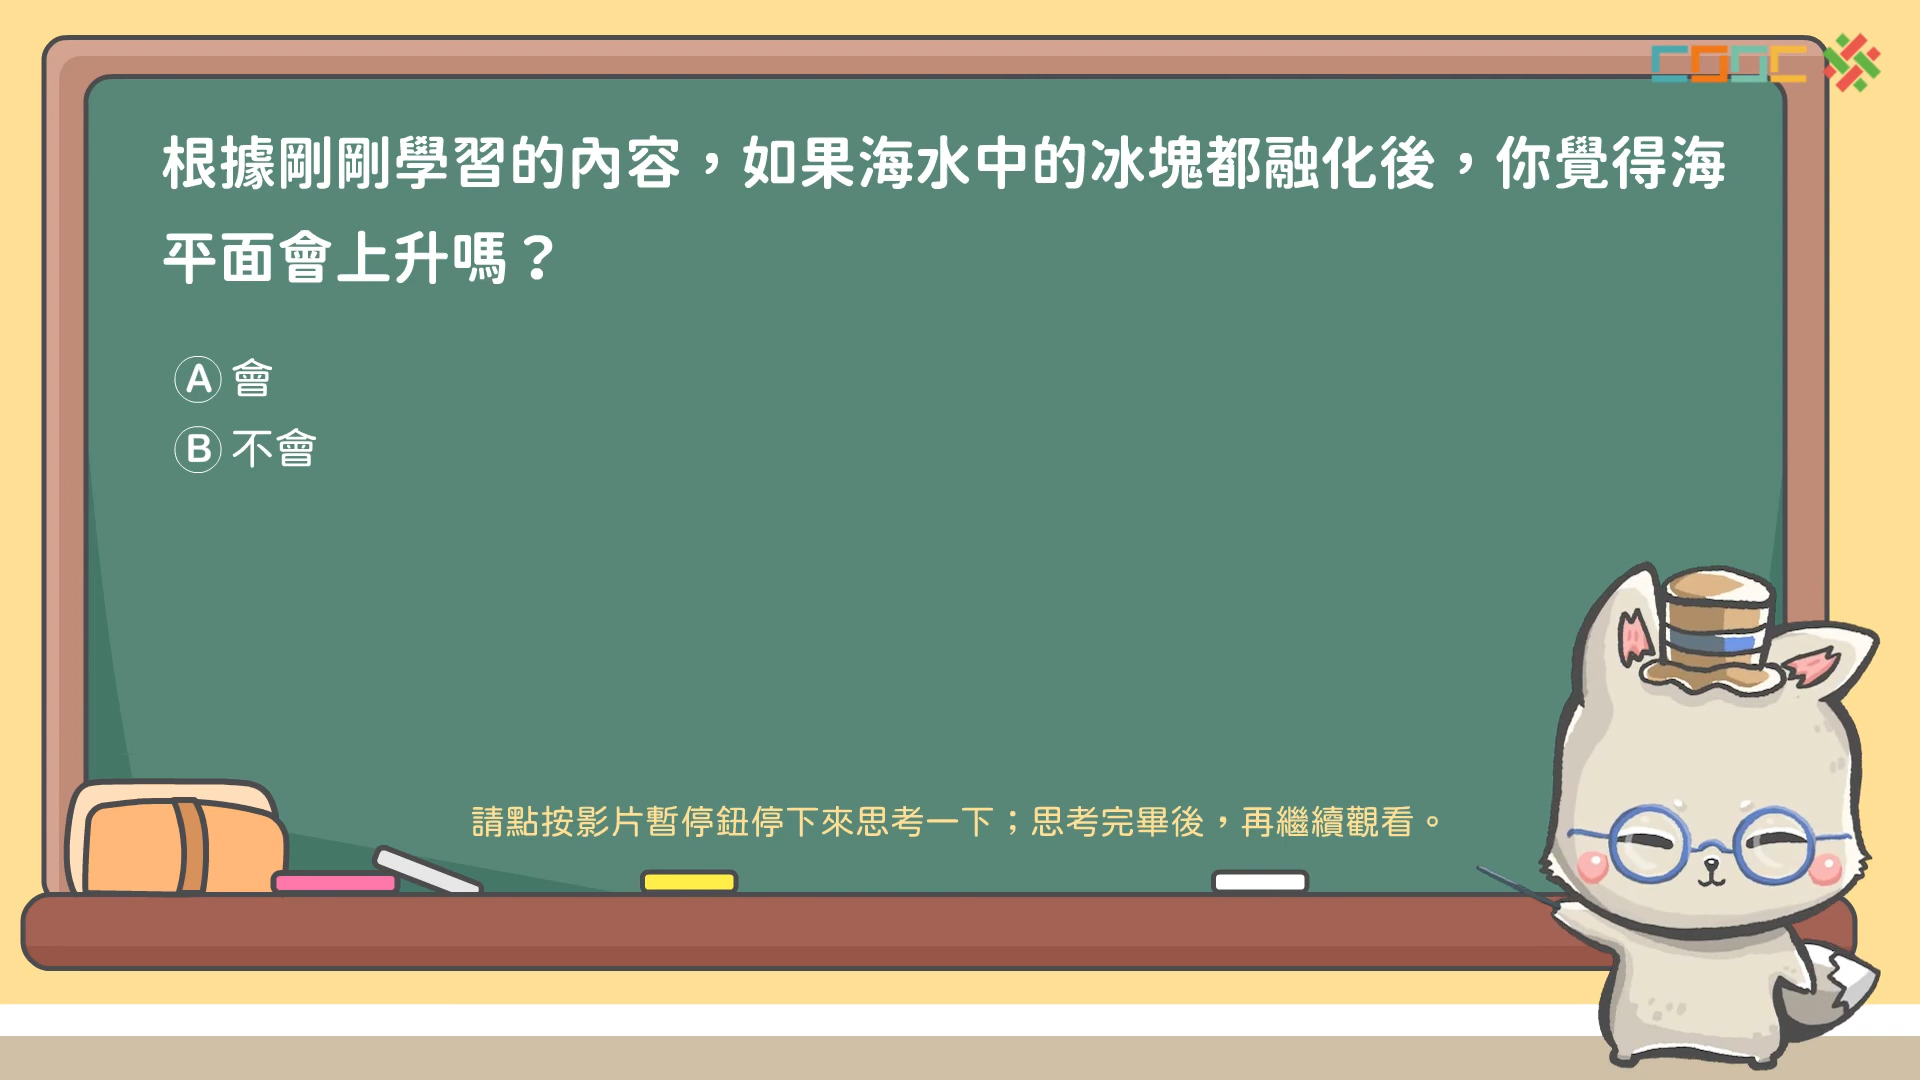 COOC
根據剛剛學習的內容，如果海水中的冰塊都融化後，你覺得海
平面會上升嗎？
Ⓐ 會
Ⓑ 不會
請點按影片暫停鈕停下來思考一下；思考完畢後，再繼續觀看。